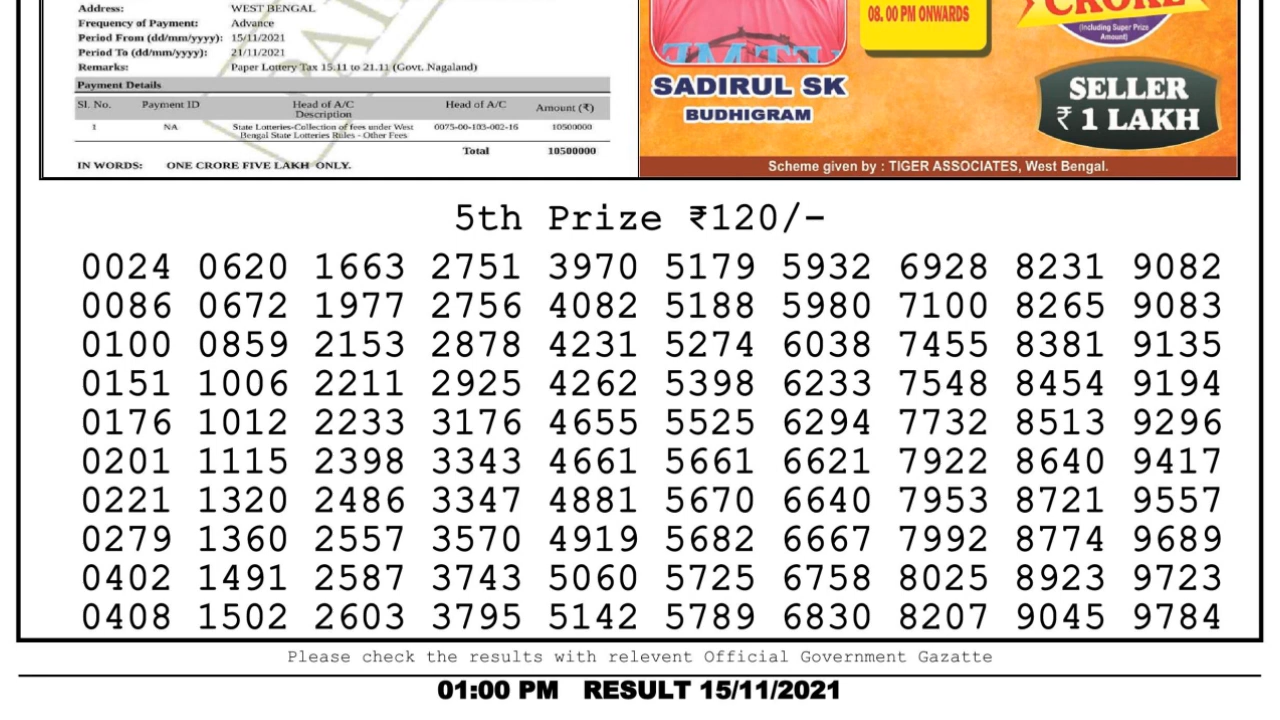 Address: WEST BENGAL
Frequency of Payment: Advance
Period From (dd/mm/yyyy): 15/11/2021
Period To (dd/mm/yyyy): 21/11/2021
Remarks: Paper Lottery Tax 15.11 to 21.11 (Govt. Nagaland)
Payment Details
Sl. No. Payment ID Head of A/C Description Head of A/C Amount (₹)
1 NA State Lotteries-Collection of fees under West 0075-00-103-002-16 10500000
Bengal State Lotteries Rules - Other Fees
Total 10500000
IN WORDS: ONE CRORE FIVE LAKH ONLY.
08. 00 PM ONWARDS
CRORE
(Including Super Prize
Amount)
SADIRUL SK
BUDHIGRAM
SELLER
₹ 1 LAKH
Scheme given by : TIGER ASSOCIATES, West Bengal.
5th Prize ₹120/-
0024 0620 1663 2751 3970 5179 5932 6928 8231 9082
0086 0672 1977 2756 4082 5188 5980 7100 8265 9083
0100 0859 2153 2878 4231 5274 6038 7455 8381 9135
0151 1006 2211 2925 4262 5398 6233 7548 8454 9194
0176 1012 2233 3176 4655 5525 6294 7732 8513 9296
0201 1115 2398 3343 4661 5661 6621 7922 8640 9417
0221 1320 2486 3347 4881 5670 6640 7953 8721 9557
0279 1360 2557 3570 4919 5682 6667 7992 8774 9689
0402 1491 2587 3743 5060 5725 6758 8025 8923 9723
0408 1502 2603 3795 5142 5789 6830 8207 9045 9784
Please check the results with relevent Official Government Gazatte
01:00 PM RESULT 15/11/2021